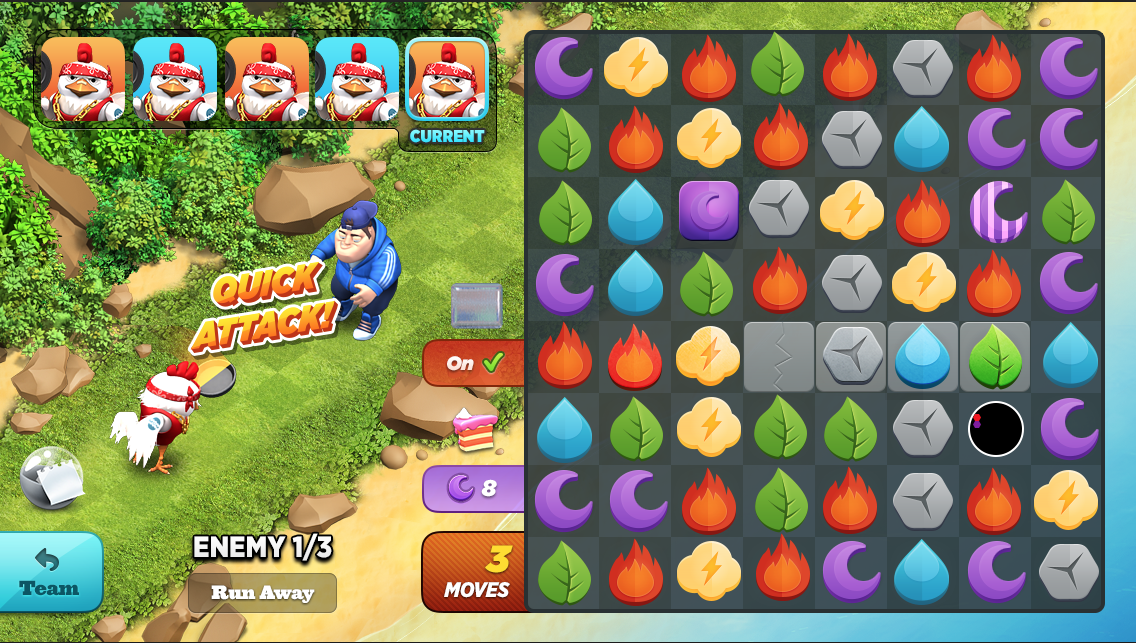 CURRENT
QUICK
ATTACK!
On
8
ENEMY 1/3
3
MOVES
Team
Run Away